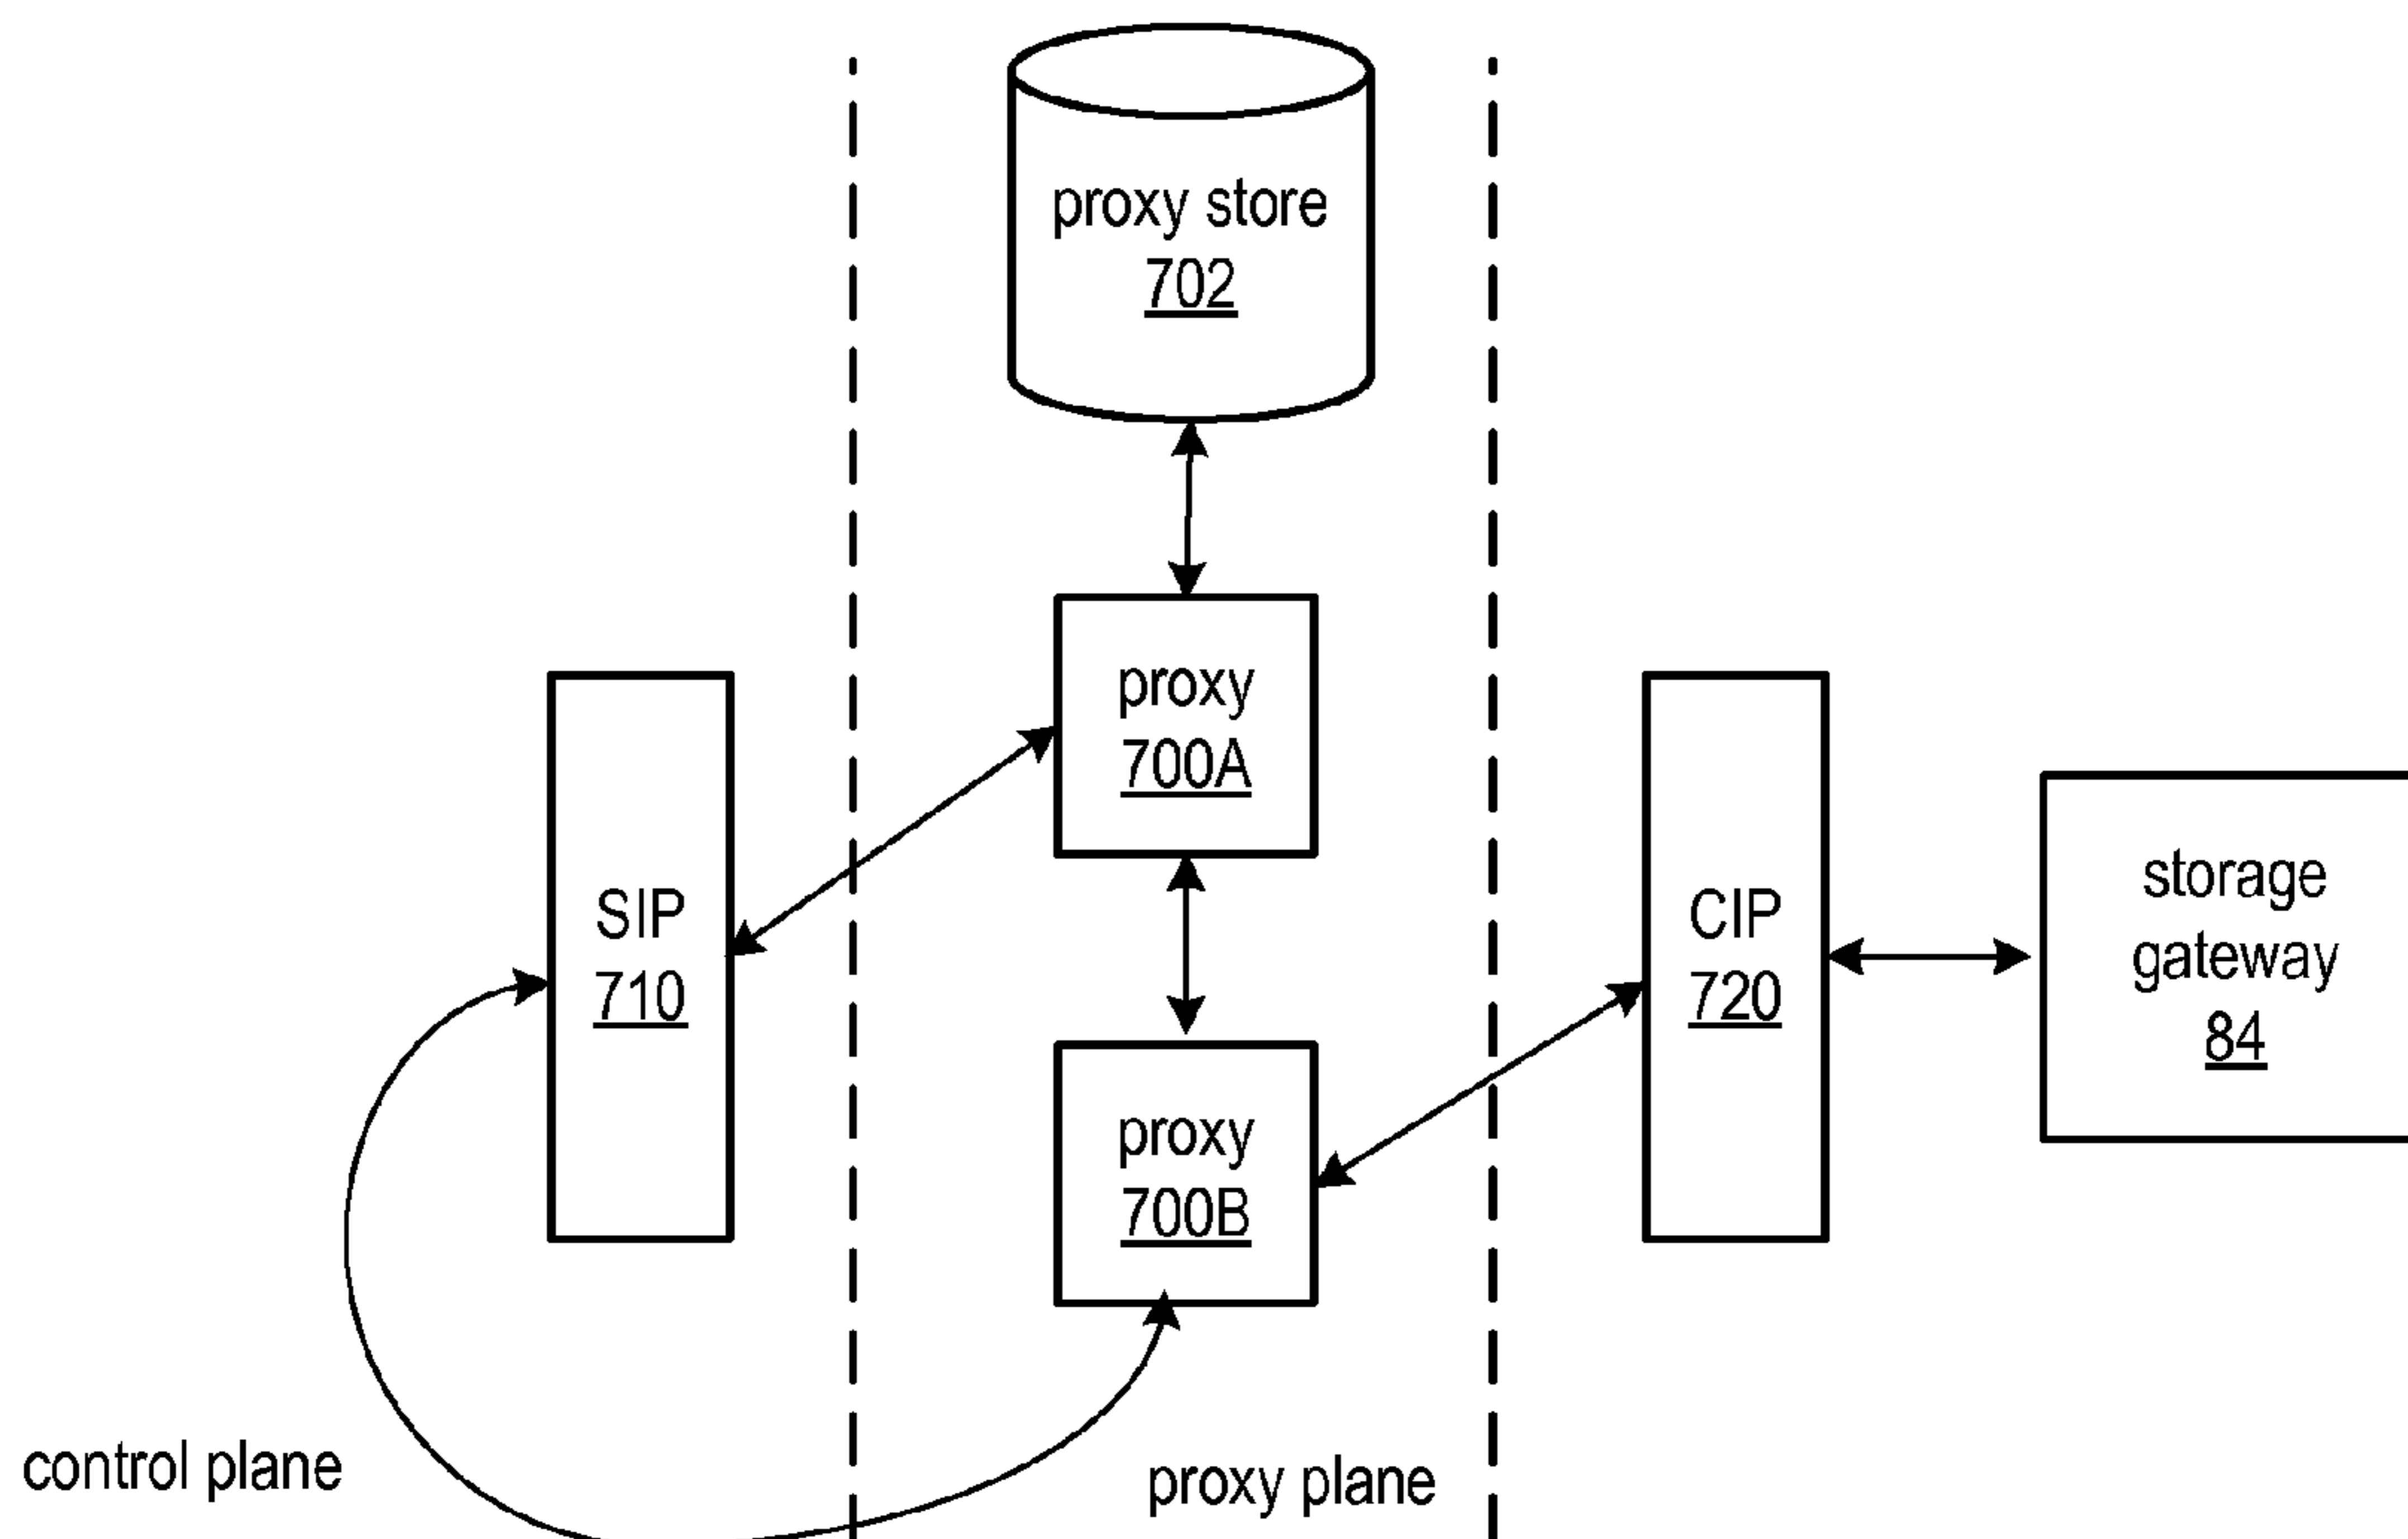 proxy store
702
proxy
700A
SIP
710
CIP
720
storage
gateway
84
proxy
700B
control plane
proxy plane